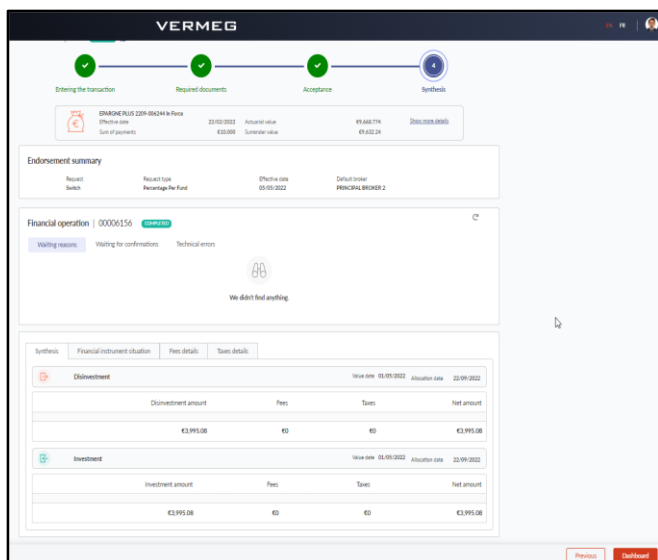 VERMEG
EN FR
Entering the transaction Required documents Acceptance 4 Synthesis
EPARGNE PLUS 2209-006244 In Force
Effective date 22/02/2022 Actuarial value €9,660.774 Show more details
Sum of payments €10,000 Surrender value €9,632.24
Endorsement summary
Request Request type Effective date Default broker
Switch Percentage Per Fund 05/05/2022 PRINCIPAL BROKER 2
Financial operation | 00006156 COMPLETED
Waiting reasons Waiting for confirmations Technical errors
We didn't find anything.
Synthesis Financial instrument situation Fees details Taxes details
Disinvestment Value date 01/05/2022 Allocation date 22/09/2022
Disinvestment amount Fees Taxes Net amount
€3,995.08 €0 €0 €3,995.08
Investment Value date 01/05/2022 Allocation date 22/09/2022
Investment amount Fees Taxes Net amount
€3,995.08 €0 €0 €3,995.08
Previous Dashboard